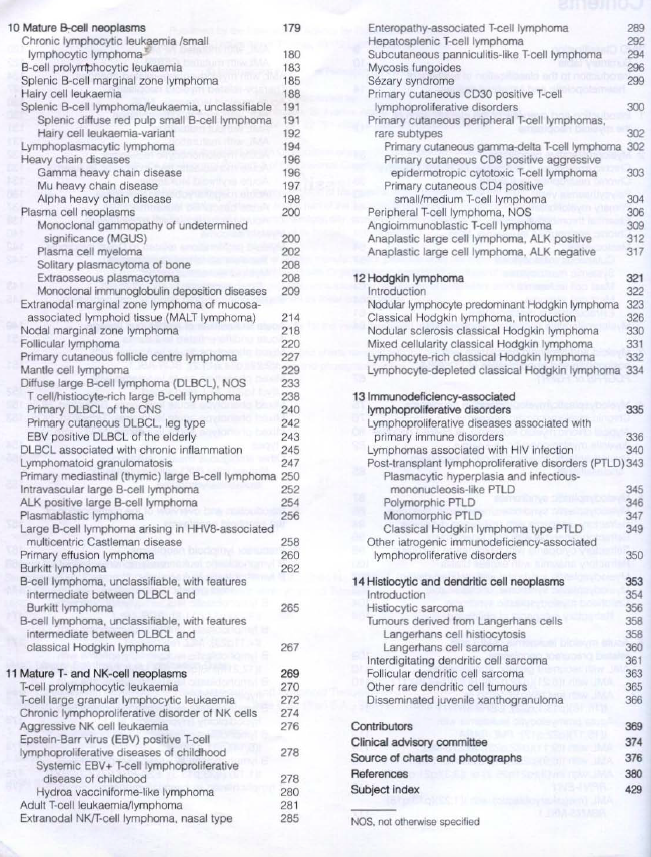 10 Mature B-cell neoplasms 179
Chronic lymphocytic leukaemia /small
lymphocytic lymphoma 180
B-cell prolymphocytic leukaemia 183
Splenic B-cell marginal zone lymphoma 185
Hairy cell leukaemia 188
Splenic B-cell lymphoma/leukaemia, unclassifiable 191
Splenic diffuse red pulp small B-cell lymphoma 191
Hairy cell leukaemia-variant 192
Lymphoplasmacytic lymphoma 194
Heavy chain diseases 196
Gamma heavy chain disease 196
Mu heavy chain disease 197
Alpha heavy chain disease 198
Plasma cell neoplasms 200
Monoclonal gammopathy of undetermined
significance (MGUS) 200
Plasma cell myeloma 202
Solitary plasmacytoma of bone 208
Extraosseous plasmacytoma 208
Monoclonal immunoglobulin deposition diseases 209
Extranodal marginal zone lymphoma of mucosa-
associated lymphoid tissue (MALT lymphoma) 214
Nodal marginal zone lymphoma 218
Follicular lymphoma 220
Primary cutaneous follicle centre lymphoma 227
Mantle cell lymphoma 229
Diffuse large B-cell lymphoma (DLBCL), NOS 233
T cell/histiocyte-rich large B-cell lymphoma 238
Primary DLBCL of the CNS 240
Primary cutaneous DLBCL, leg type 242
EBV positive DLBCL of the elderly 243
DLBCL associated with chronic inflammation 245
Lymphomatoid granulomatosis 247
Primary mediastinal (thymic) large B-cell lymphoma 250
Intravascular large B-cell lymphoma 252
ALK positive large B-cell lymphoma 254
Plasmablastic lymphoma 256
Large B-cell lymphoma arising in HHV8-associated
multicentric Castleman disease 258
Primary effusion lymphoma 260
Burkitt lymphoma 262
B-cell lymphoma, unclassifiable, with features
intermediate between DLBCL and
Burkitt lymphoma 265
B-cell lymphoma, unclassifiable, with features
intermediate between DLBCL and
classical Hodgkin lymphoma 267
11 Mature T- and NK-cell neoplasms 269
T-cell prolymphocytic leukaemia 270
T-cell large granular lymphocytic leukaemia 272
Chronic lymphoproliferative disorder of NK cells 274
Aggressive NK cell leukaemia 276
Epstein-Barr virus (EBV) positive T-cell
lymphoproliferative diseases of childhood 278
Systemic EBV+ T-cell lymphoproliferative
disease of childhood 278
Hydroa vacciniforme-like lymphoma 280
Adult T-cell leukaemia/lymphoma 281
Extranodal NK/T-cell lymphoma, nasal type 285
Enteropathy-associated T-cell lymphoma 289
Hepatosplenic T-cell lymphoma 292
Subcutaneous panniculitis-like T-cell lymphoma 294
Mycosis fungoides 296
Sézary syndrome 299
Primary cutaneous CD30 positive T-cell
lymphoproliferative disorders 300
Primary cutaneous peripheral T-cell lymphomas,
rare subtypes 302
Primary cutaneous gamma-delta T-cell lymphoma 302
Primary cutaneous CD8 positive aggressive
epidermotropic cytotoxic T-cell lymphoma 303
Primary cutaneous CD4 positive
small/medium T-cell lymphoma 304
Peripheral T-cell lymphoma, NOS 306
Angioimmunoblastic T-cell lymphoma 309
Anaplastic large cell lymphoma, ALK positive 312
Anaplastic large cell lymphoma, ALK negative 317
12 Hodgkin lymphoma 321
Introduction 322
Nodular lymphocyte predominant Hodgkin lymphoma 323
Classical Hodgkin lymphoma, introduction 326
Nodular sclerosis classical Hodgkin lymphoma 330
Mixed cellularity classical Hodgkin lymphoma 331
Lymphocyte-rich classical Hodgkin lymphoma 332
Lymphocyte-depleted classical Hodgkin lymphoma 334
13 Immunodeficiency-associated
lymphoproliferative disorders 335
Lymphoproliferative diseases associated with
primary immune disorders 336
Lymphomas associated with HIV infection 340
Post-transplant lymphoproliferative disorders (PTLD) 343
Plasmacytic hyperplasia and infectious-
mononucleosis-like PTLD 345
Polymorphic PTLD 346
Monomorphic PTLD 347
Classical Hodgkin lymphoma type PTLD 349
Other iatrogenic immunodeficiency-associated
lymphoproliferative disorders 350
14 Histiocytic and dendritic cell neoplasms 353
Introduction 354
Histiocytic sarcoma 356
Tumours derived from Langerhans cells 358
Langerhans cell histiocytosis 358
Langerhans cell sarcoma 360
Interdigitating dendritic cell sarcoma 361
Follicular dendritic cell sarcoma 363
Other rare dendritic cell tumours 365
Disseminated juvenile xanthogranuloma 366
Contributors 369
Clinical advisory committee 374
Source of charts and photographs 376
References 380
Subject index 429
NOS, not otherwise specified